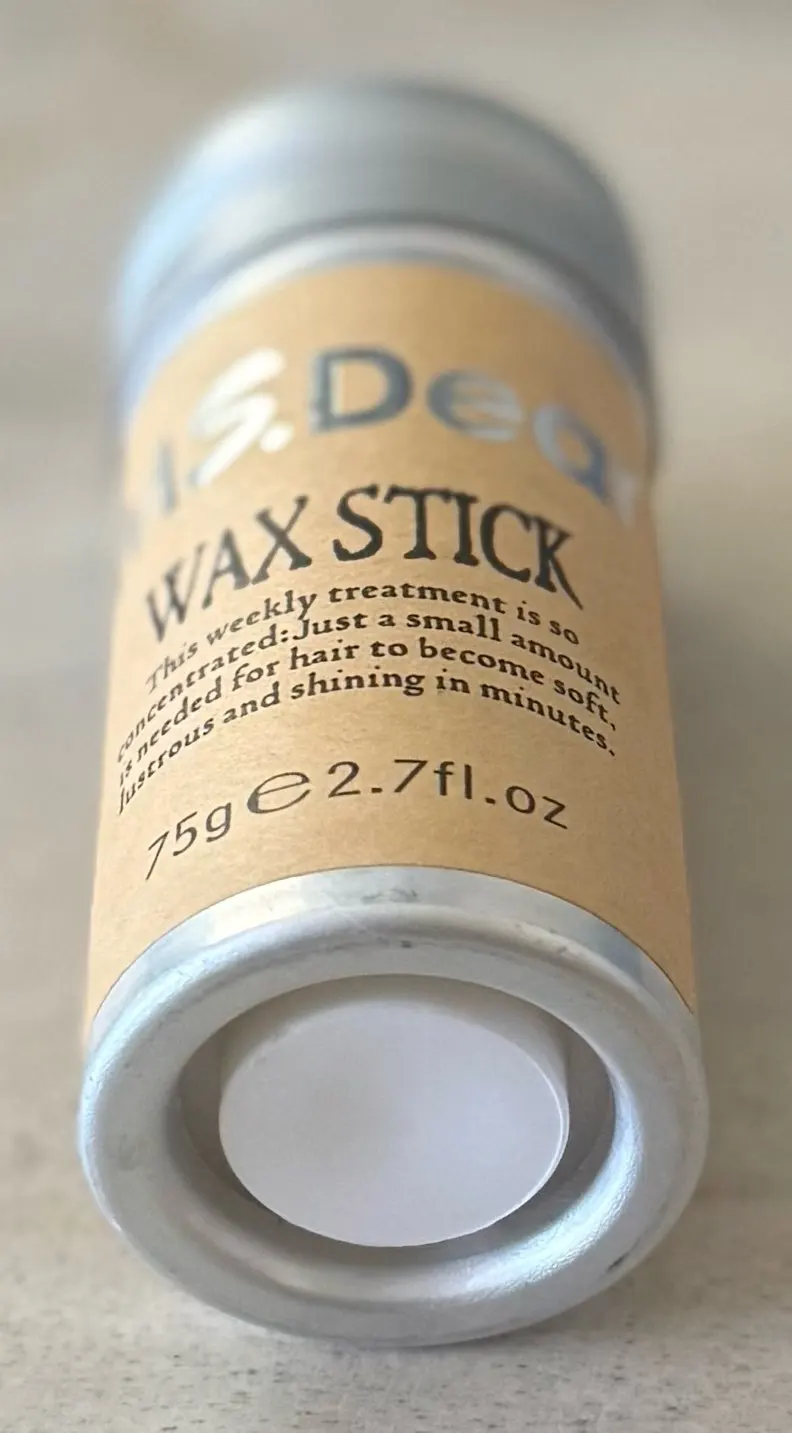 S.Dear
WAX STICK
This weekly treatment is so
concentrated:Just a small amount
is needed for hair to become soft,
lustrous and shining in minutes.
75g℮2.7fl.oz